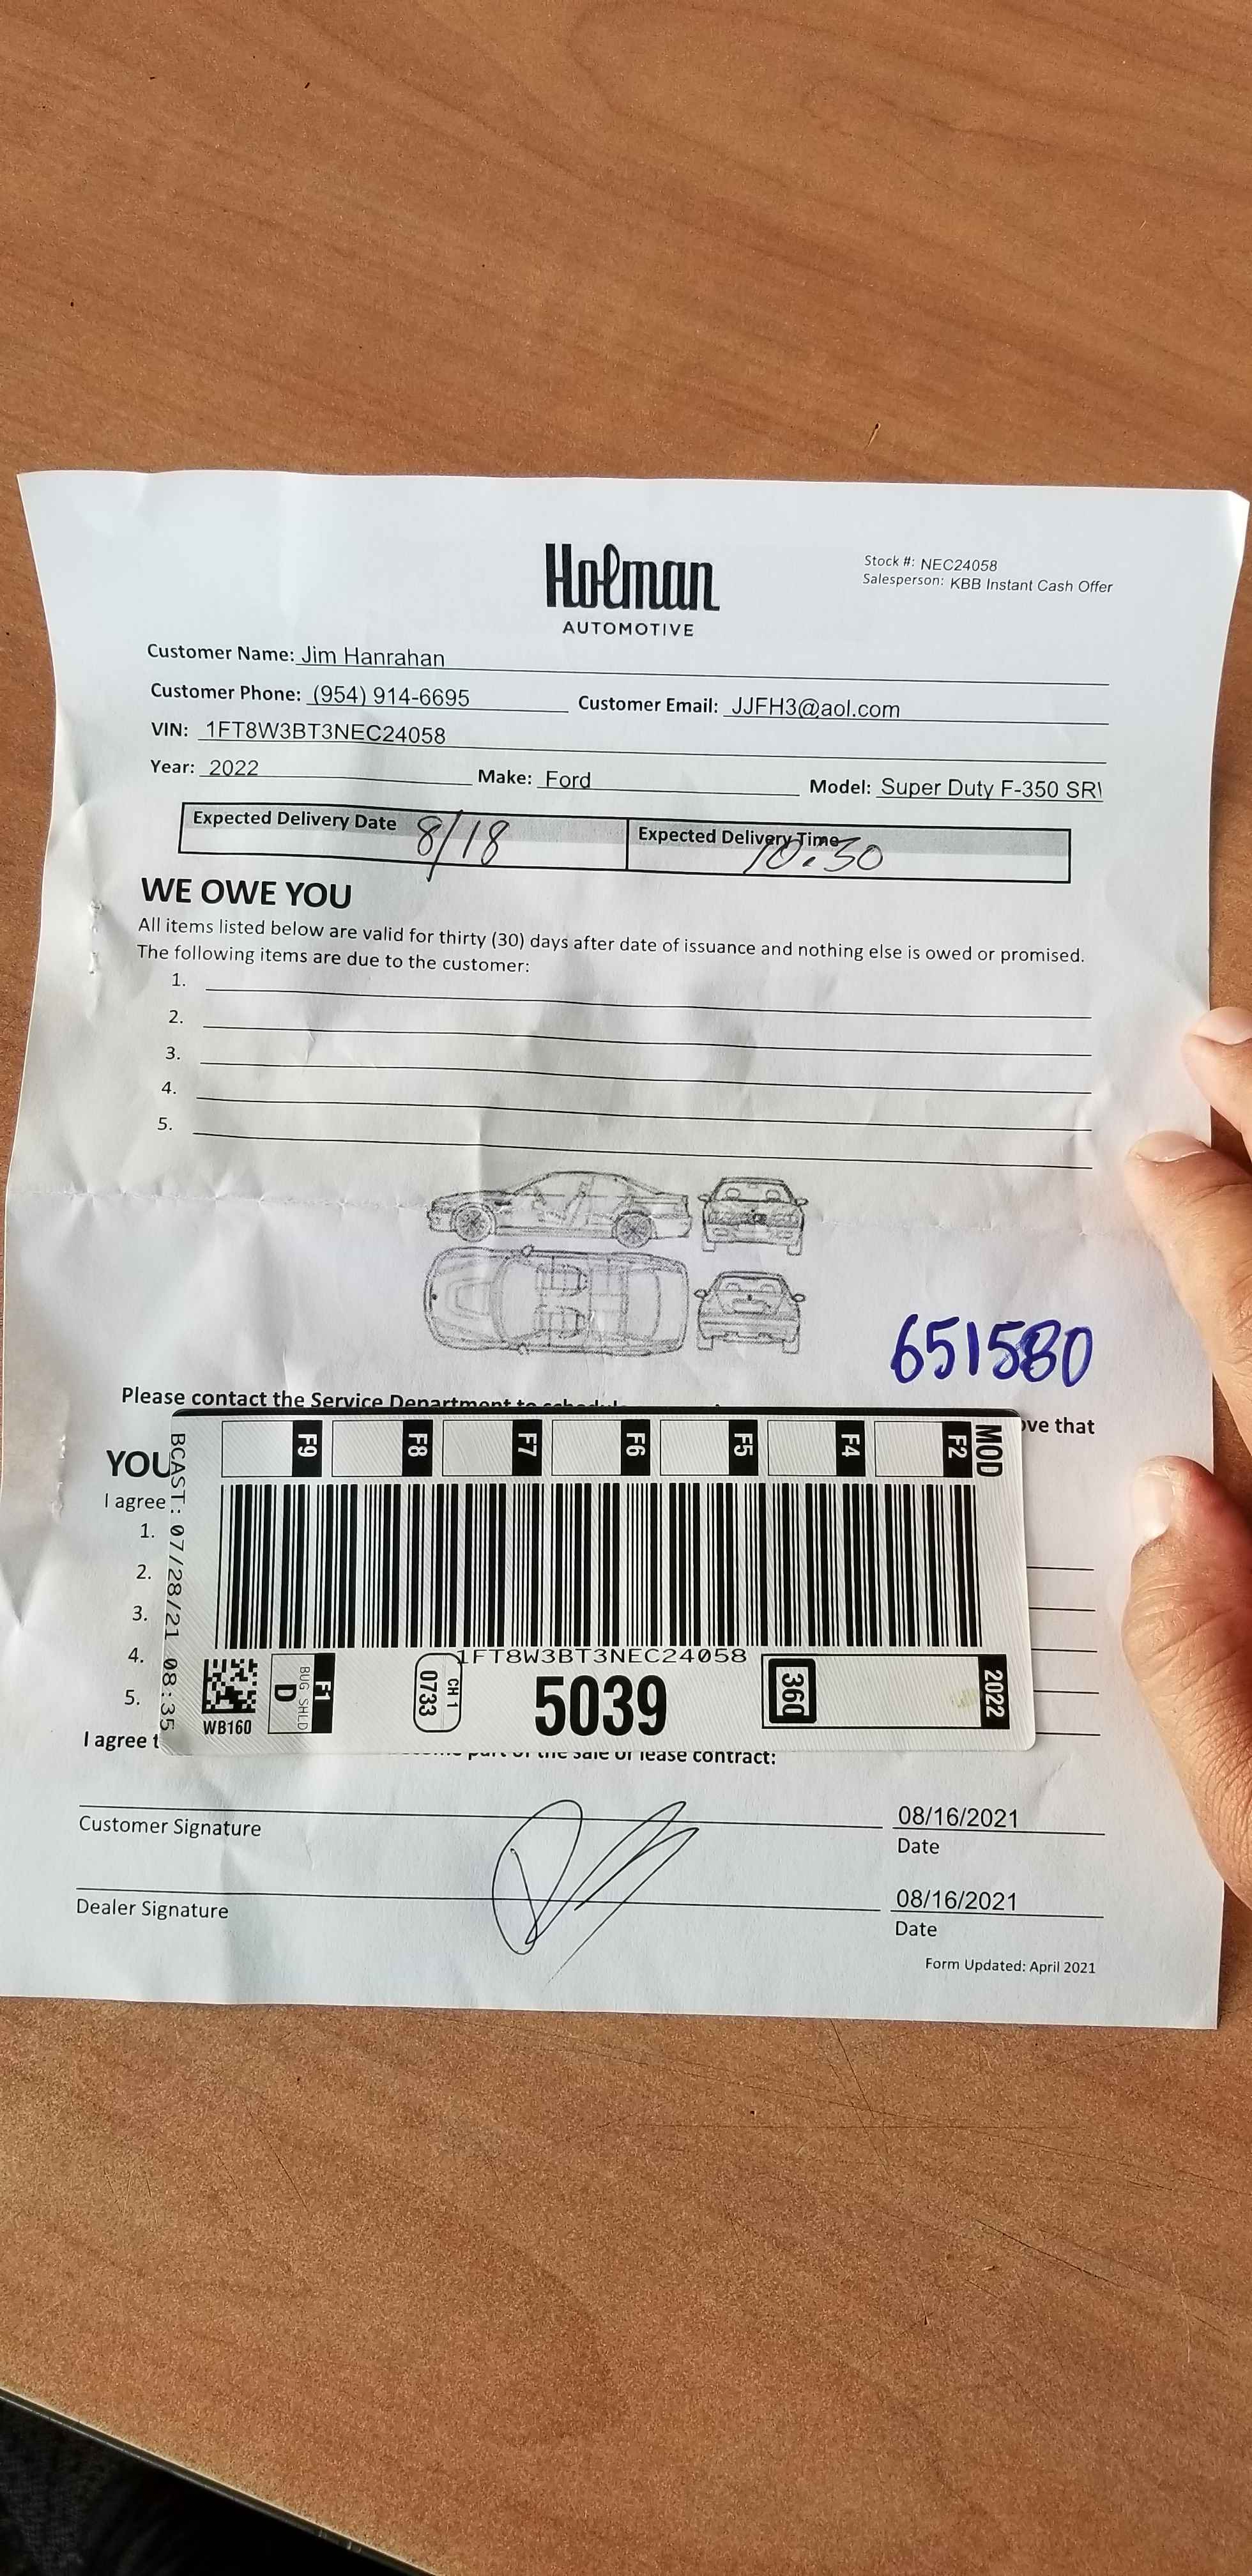 Holman
AUTOMOTIVE
Stock #: NEC24058
Salesperson: KBB Instant Cash Offer
Customer Name: Jim Hanrahan
Customer Phone: (954) 914-6695 Customer Email: JJFH3@aol.com
VIN: 1FT8W3BT3NEC24058
Year: 2022 Make: Ford Model: Super Duty F-350 SR
Expected Delivery Date 8/18 Expected Delivery Time 10:30
WE OWE YOU
All items listed below are valid for thirty (30) days after date of issuance and nothing else is owed or promised.
The following items are due to the customer:
1.
2.
3.
4.
5.
651580
Please contact the Service Department to
ove that
YOU
I agree
1.
2.
3.
4.
5.
BCAST: 07/28/21 08:35
F9 F8 F7 F6 F5 F4 F2 MOD
1FT8W3BT3NEC24058
WB160 F1 BUG SHLD D CH 1 0733 5039 360 2022
I agree t part of the sale or lease contract:
Customer Signature
08/16/2021
Date
Dealer Signature
08/16/2021
Date
Form Updated: April 2021